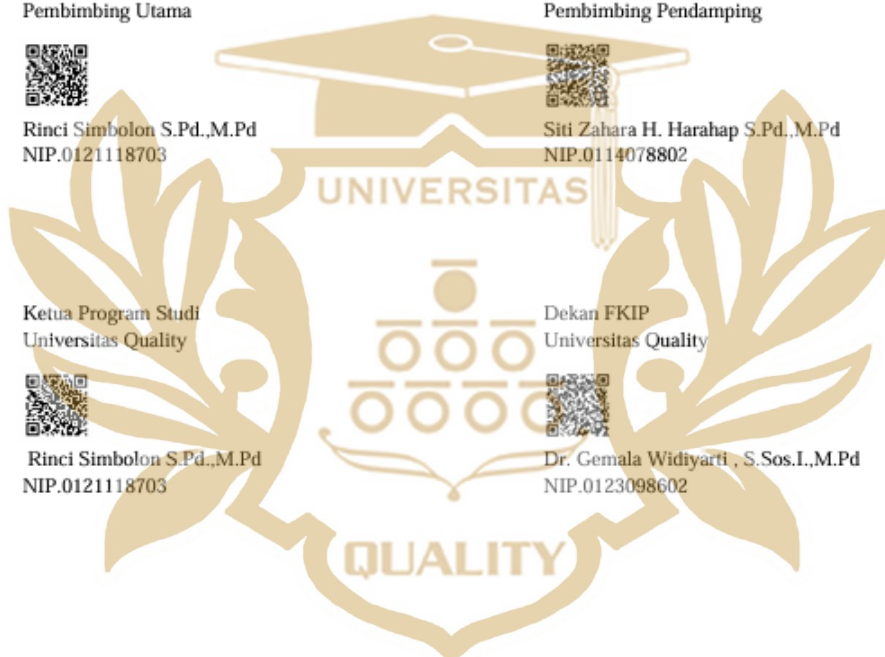 Pembimbing Utama
Pembimbing Pendamping
Rinci Simbolon S.Pd.,M.Pd
NIP.0121118703
Siti Zahara H. Harahap S.Pd.,M.Pd
NIP.0114078802
UNIVERSITAS
Ketua Program Studi
Universitas Quality
Dekan FKIP
Universitas Quality
Rinci Simbolon S.Pd.,M.Pd
NIP.0121118703
Dr. Gemala Widiyarti , S.Sos.I.,M.Pd
NIP.0123098602
QUALITY